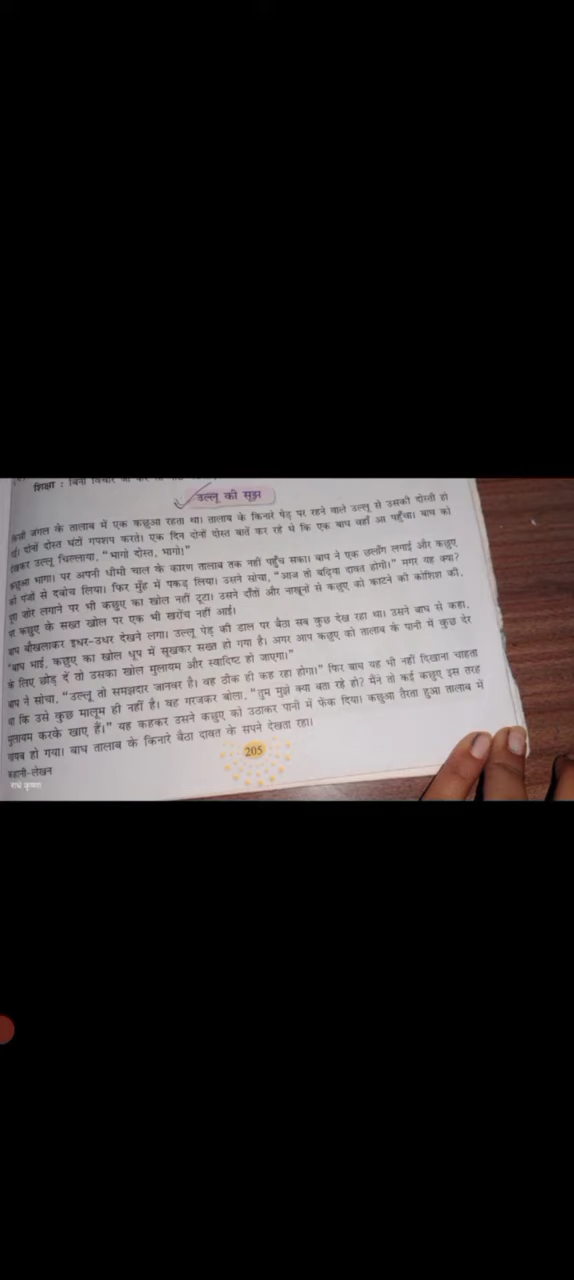 शिक्षा : बिना विचार
उल्लू की सूझ
किसी जंगल के तालाब में एक कछुआ रहता था। तालाब के किनारे पेड़ पर रहने वाले उल्लू से उसकी दोस्ती हो
गई। दोनों दोस्त घंटों गपशप करते। एक दिन दोनों दोस्त बातें कर रहे थे कि एक बाघ वहाँ आ पहुँचा। बाघ को
देखकर उल्लू चिल्लाया, “भागो दोस्त, भागो।”
कछुआ भागा। पर अपनी धीमी चाल के कारण तालाब तक नहीं पहुँच सका। बाघ ने एक छलाँग लगाई और कछुए
को पंजों से दबोच लिया। फिर मुँह में पकड़ लिया। उसने सोचा, “आज तो बढ़िया दावत होगी।” मगर यह क्या?
पूरा जोर लगाने पर भी कछुए का खोल नहीं टूटा। उसने दाँतों और नाखूनों से कछुए को काटने की कोशिश की,
पर कछुए के सख्त खोल पर एक भी खरोंच नहीं आई।
बाघ बौखलाकर इधर-उधर देखने लगा। उल्लू पेड़ की डाल पर बैठा सब कुछ देख रहा था। उसने बाघ से कहा,
“बाघ भाई, कछुए का खोल धूप में सूखकर सख्त हो गया है। अगर आप कछुए को तालाब के पानी में कुछ देर
के लिए छोड़ दें तो उसका खोल मुलायम और स्वादिष्ट हो जाएगा।”
बाघ ने सोचा, “उल्लू तो समझदार जानवर है। वह ठीक ही कह रहा होगा।” फिर बाघ यह भी नहीं दिखाना चाहता
था कि उसे कुछ मालूम ही नहीं है। वह गरजकर बोला, “तुम मुझे क्या बता रहे हो? मैंने तो कई कछुए इस तरह
मुलायम करके खाए हैं।” यह कहकर उसने कछुए को उठाकर पानी में फेंक दिया। कछुआ तैरता हुआ तालाब में
गायब हो गया। बाघ तालाब के किनारे बैठा दावत के सपने देखता रहा।
कहानी-लेखन
205
राधे कृष्णा